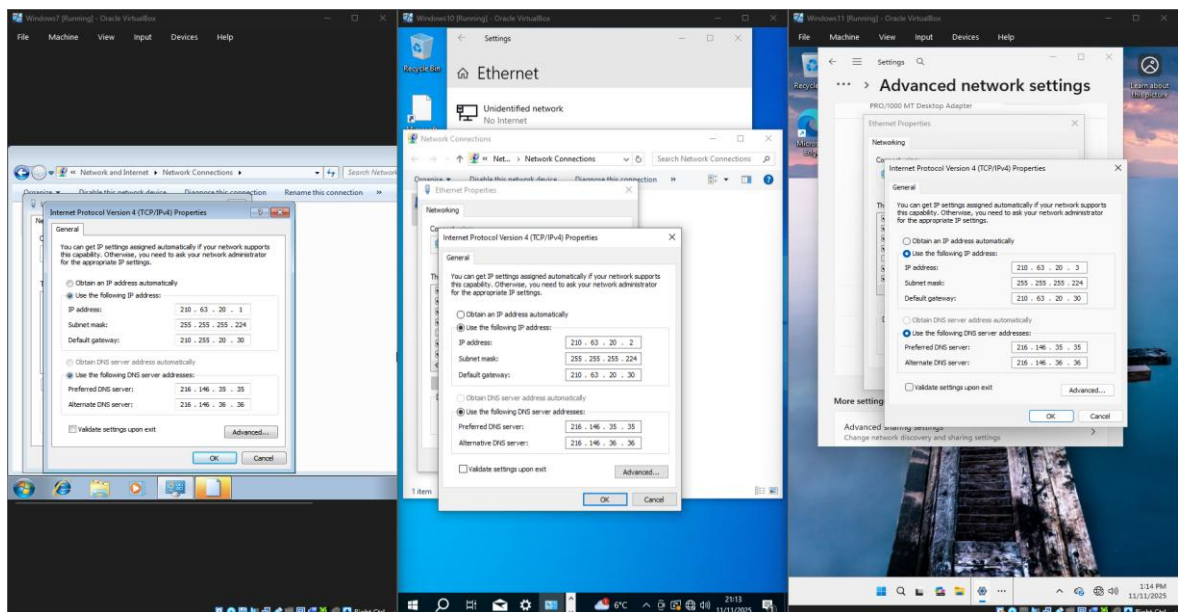 Windows7 [Running] - Oracle VirtualBox
File Machine View Input Devices Help
Network and Internet Network Connections
Search Network
Organize Disable this network device Diagnose this connection Rename this connection »
Internet Protocol Version 4 (TCP/IPv4) Properties
General
You can get IP settings assigned automatically if your network supports
this capability. Otherwise, you need to ask your network administrator
for the appropriate IP settings.
Obtain an IP address automatically
Use the following IP address:
IP address: 210 . 63 . 20 . 1
Subnet mask: 255 . 255 . 255 . 224
Default gateway: 210 . 255 . 20 . 30
Obtain DNS server address automatically
Use the following DNS server addresses:
Preferred DNS server: 216 . 146 . 35 . 35
Alternate DNS server: 216 . 146 . 36 . 36
Validate settings upon exit
Advanced...
OK Cancel
Right Ctrl
Windows10 [Running] - Oracle VirtualBox
Recycle Bin
Settings
Ethernet
Unidentified network
No Internet
Network Connections
« Net... > Network Connections
Search Network Connections
Organise Disable this network device Diagnose this connection »
Ethernet Properties
Networking
Internet Protocol Version 4 (TCP/IPv4) Properties
General
You can get IP settings assigned automatically if your network supports
this capability. Otherwise, you need to ask your network administrator
for the appropriate IP settings.
Obtain an IP address automatically
Use the following IP address:
IP address: 210 . 63 . 20 . 2
Subnet mask: 255 . 255 . 255 . 224
Default gateway: 210 . 63 . 20 . 30
Obtain DNS server address automatically
Use the following DNS server addresses:
Preferred DNS server: 216 . 146 . 35 . 35
Alternative DNS server: 216 . 146 . 36 . 36
Validate settings upon exit
Advanced...
OK Cancel
1 item
6°C
21:13
11/11/2025
Right Ctrl
Windows11 [Running] - Oracle VirtualBox
File Machine View Input Devices Help
Settings
... > Advanced network settings
Learn about
this picture
PRO/1000 MT Desktop Adapter
Ethernet Properties
Networking
Internet Protocol Version 4 (TCP/IPv4) Properties
General
You can get IP settings assigned automatically if your network supports
this capability. Otherwise, you need to ask your network administrator
for the appropriate IP settings.
Obtain an IP address automatically
Use the following IP address:
IP address: 210 . 63 . 20 . 3
Subnet mask: 255 . 255 . 255 . 224
Default gateway: 210 . 63 . 20 . 30
Obtain DNS server address automatically
Use the following DNS server addresses:
Preferred DNS server: 216 . 146 . 35 . 35
Alternate DNS server: 216 . 146 . 36 . 36
Validate settings upon exit
Advanced...
OK Cancel
More setting
Advanced sharing settings
Change network discovery and sharing settings
1:14 PM
11/11/2025
Right Ctrl